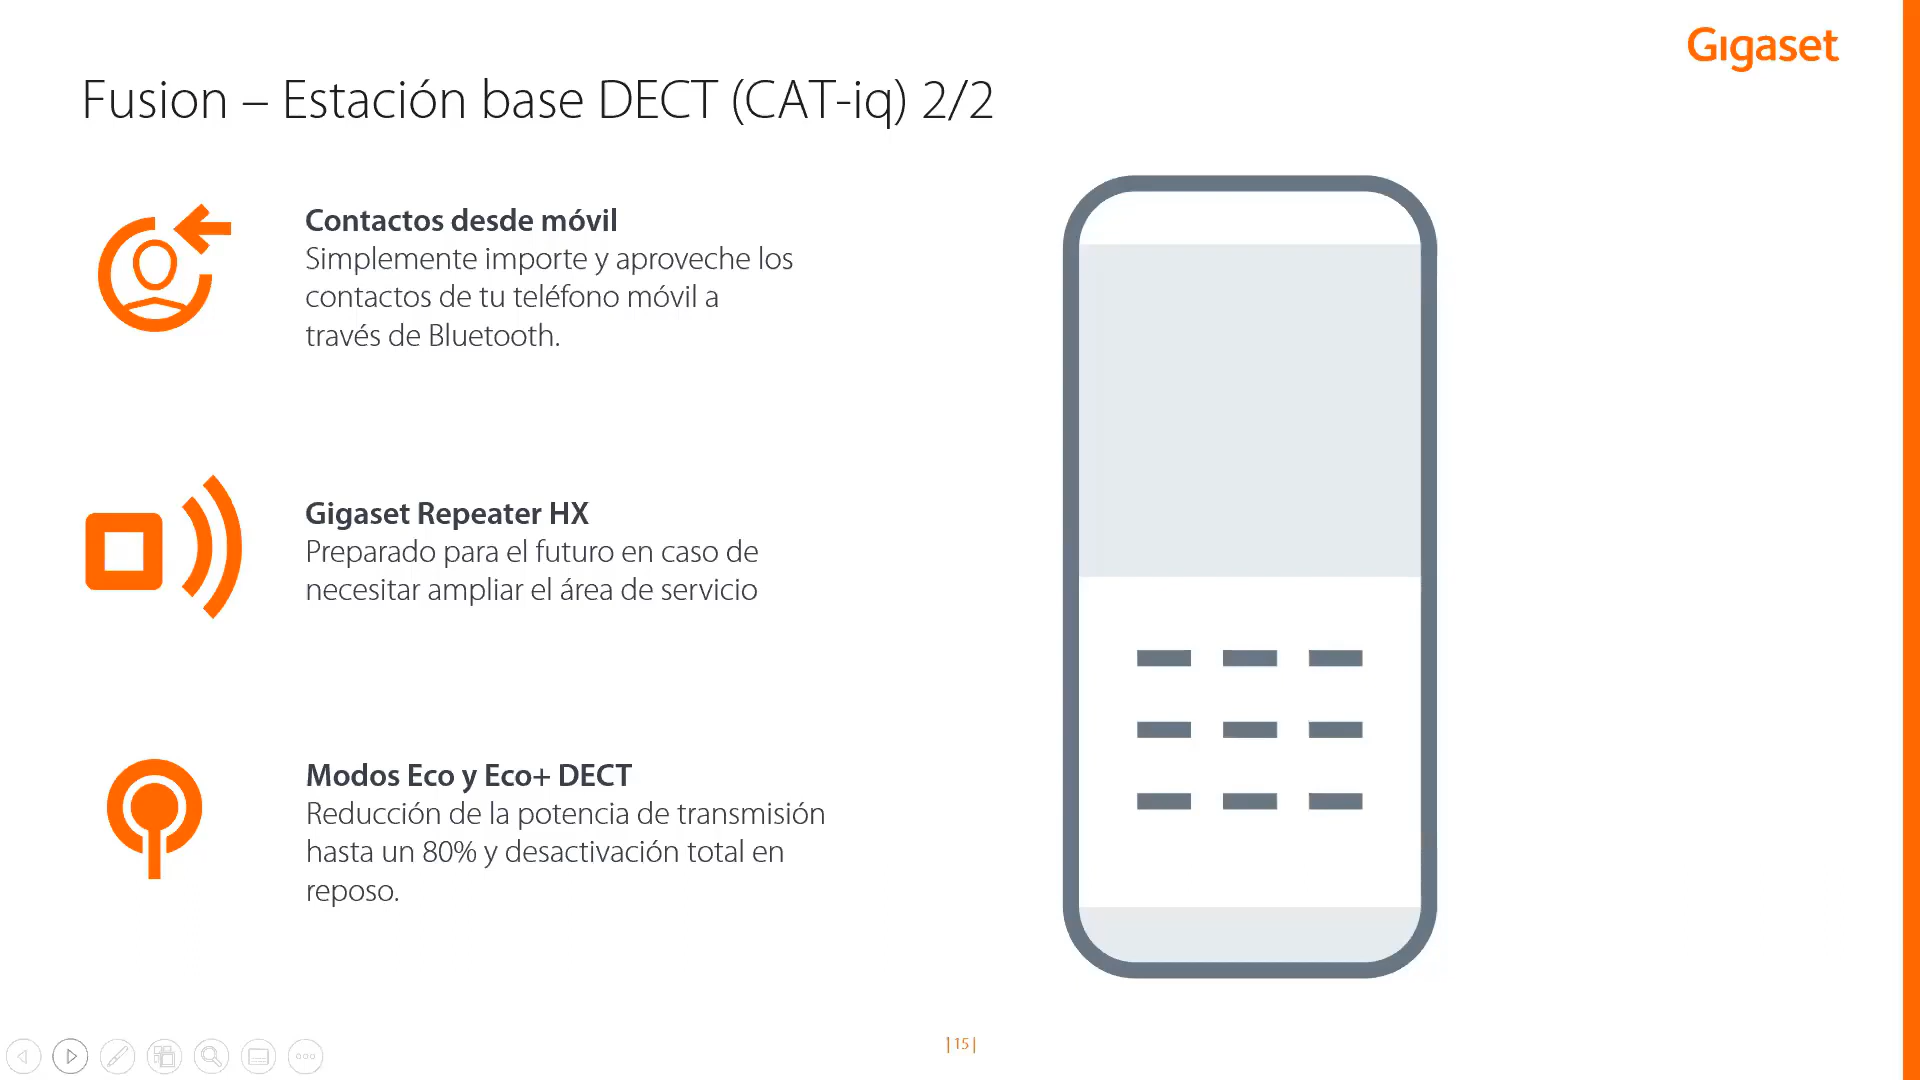 Gigaset
Fusion – Estación base DECT (CAT-iq) 2/2
Contactos desde móvil
Simplemente importe y aproveche los
contactos de tu teléfono móvil a
través de Bluetooth.
Gigaset Repeater HX
Preparado para el futuro en caso de
necesitar ampliar el área de servicio
Modos Eco y Eco+ DECT
Reducción de la potencia de transmisión
hasta un 80% y desactivación total en
reposo.
| 15 |